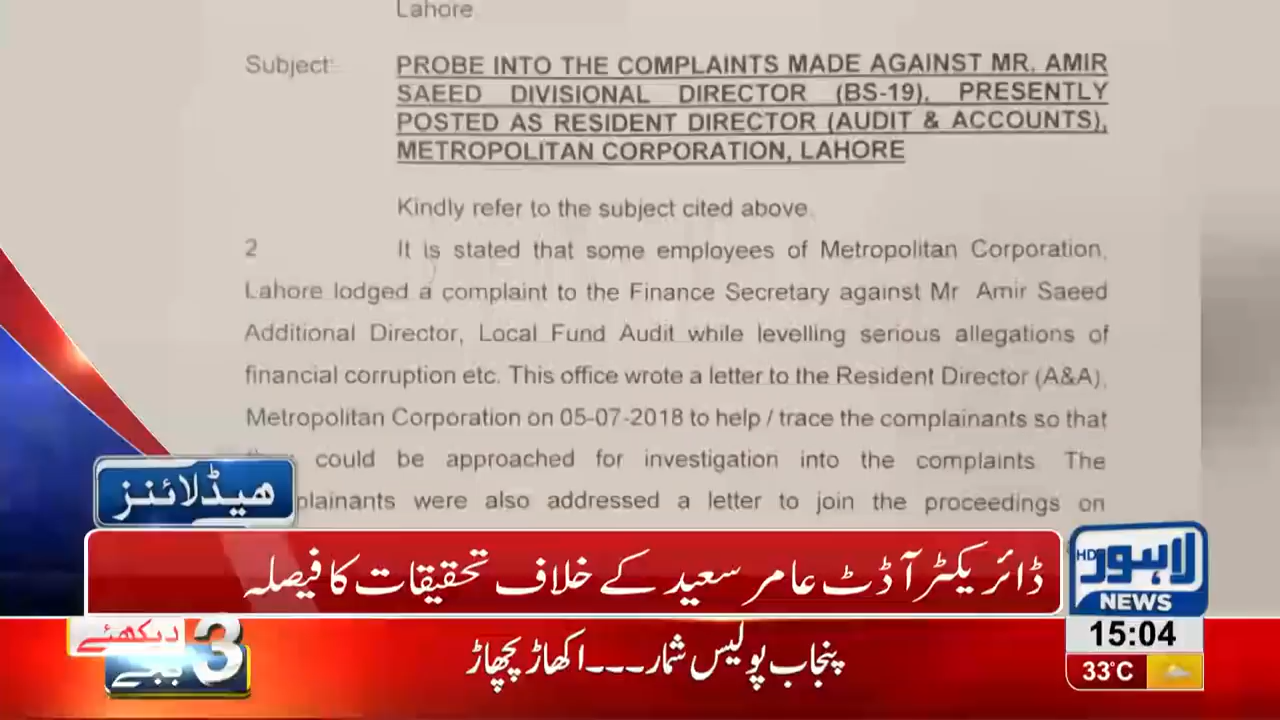 Lahore
Subject:
PROBE INTO THE COMPLAINTS MADE AGAINST MR. AMIR
SAEED DIVISIONAL DIRECTOR (BS-19), PRESENTLY
POSTED AS RESIDENT DIRECTOR (AUDIT & ACCOUNTS),
METROPOLITAN CORPORATION, LAHORE
Kindly refer to the subject cited above.
2 It is stated that some employees of Metropolitan Corporation,
Lahore lodged a complaint to the Finance Secretary against Mr Amir Saeed
Additional Director, Local Fund Audit while levelling serious allegations of
financial corruption etc. This office wrote a letter to the Resident Director (A&A),
Metropolitan Corporation on 05-07-2018 to help / trace the complainants so that
could be approached for investigation into the complaints. The
plainants were also addressed a letter to join the proceedings on
ہیڈلائنز
ڈائریکٹر آڈٹ عامر سعید کے خلاف تحقیقات کا فیصلہ
HD لاہور
NEWS
15:04
33°C
دیکھئے
3 بجے
پنجاب پولیس شمار ۔۔۔ اکھاڑ پچھاڑ